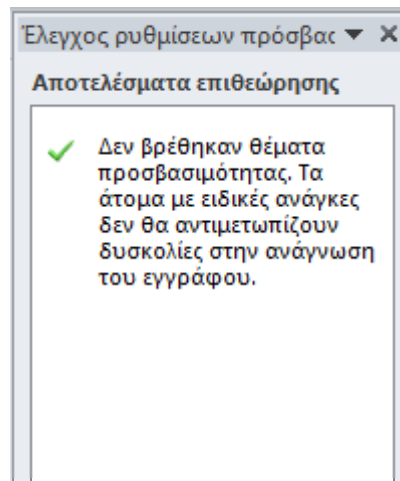 Έλεγχος ρυθμίσεων πρόσβας
Αποτελέσματα επιθεώρησης
Δεν βρέθηκαν θέματα
προσβασιμότητας. Τα
άτομα με ειδικές ανάγκες
δεν θα αντιμετωπίζουν
δυσκολίες στην ανάγνωση
του εγγράφου.